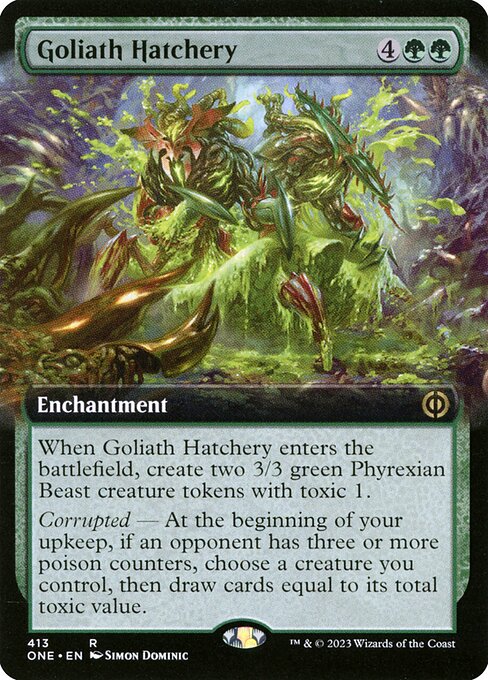 Goliath Hatchery 4
Enchantment
When Goliath Hatchery enters the
battlefield, create two 3/3 green Phyrexian
Beast creature tokens with toxic 1.
Corrupted — At the beginning of your
upkeep, if an opponent has three or more
poison counters, choose a creature you
control, then draw cards equal to its total
toxic value.
413 R
ONE • EN Simon Dominic ™ & © 2023 Wizards of the Coast